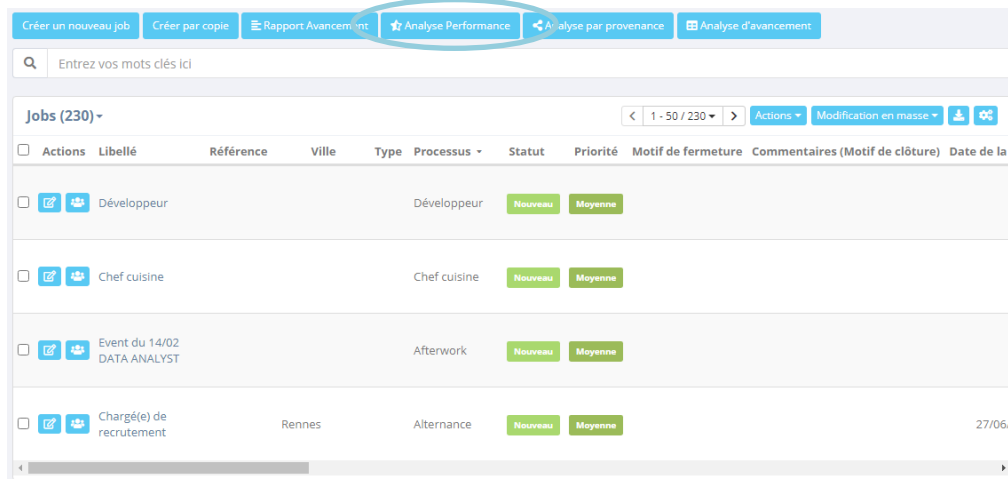 Créer un nouveau job Créer par copie Rapport Avancement Analyse Performance Analyse par provenance Analyse d'avancement
Entrez vos mots clés ici
Jobs (230) 1 - 50 / 230 Actions Modification en masse
Actions Libellé Référence Ville Type Processus Statut Priorité Motif de fermeture Commentaires (Motif de clôture) Date de la
Développeur Développeur Nouveau Moyenne
Chef cuisine Chef cuisine Nouveau Moyenne
Event du 14/02
DATA ANALYST Afterwork Nouveau Moyenne
Chargé(e) de
recrutement Rennes Alternance Nouveau Moyenne 27/06/